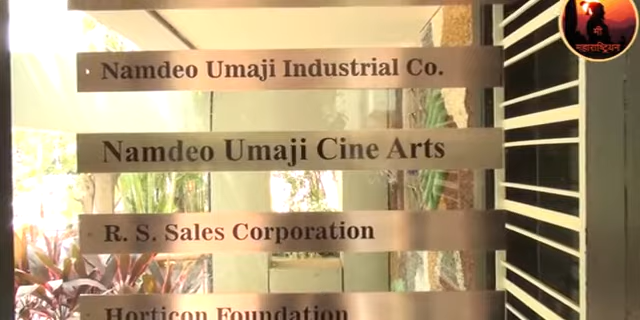 मी
महाराष्ट्रियन
Namdeo Umaji Industrial Co.
Namdeo Umaji Cine Arts
R. S. Sales Corporation
Horticon Foundation